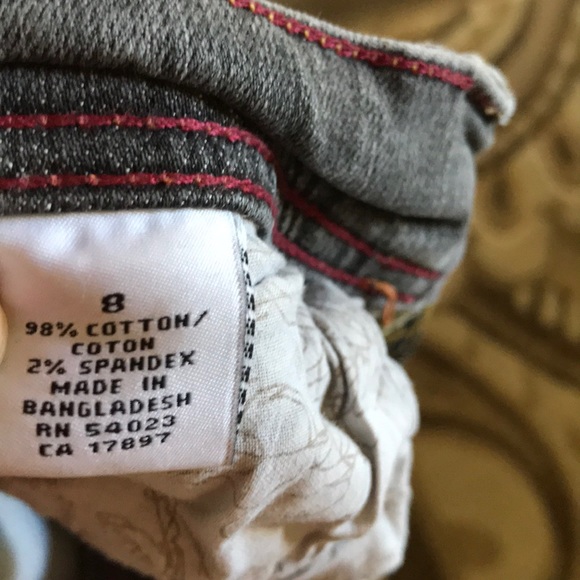 8
98% COTTON/
COTON
2% SPANDEX
MADE IN
BANGLADESH
RN 54023
CA 17897